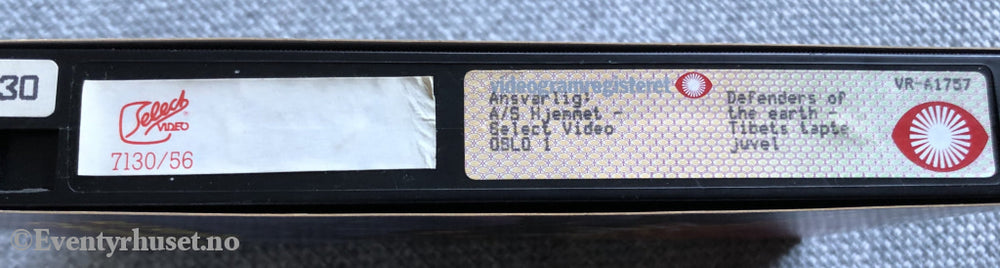 30
Select
VIDEO
7130/56
videogramregisteret
VR-A1757
Ansvarlig:
A/S Hjemmet -
Select Video
OSLO 1
Defenders of
the earth -
Tibets tapte
juvel
©Eventyrhuset.no